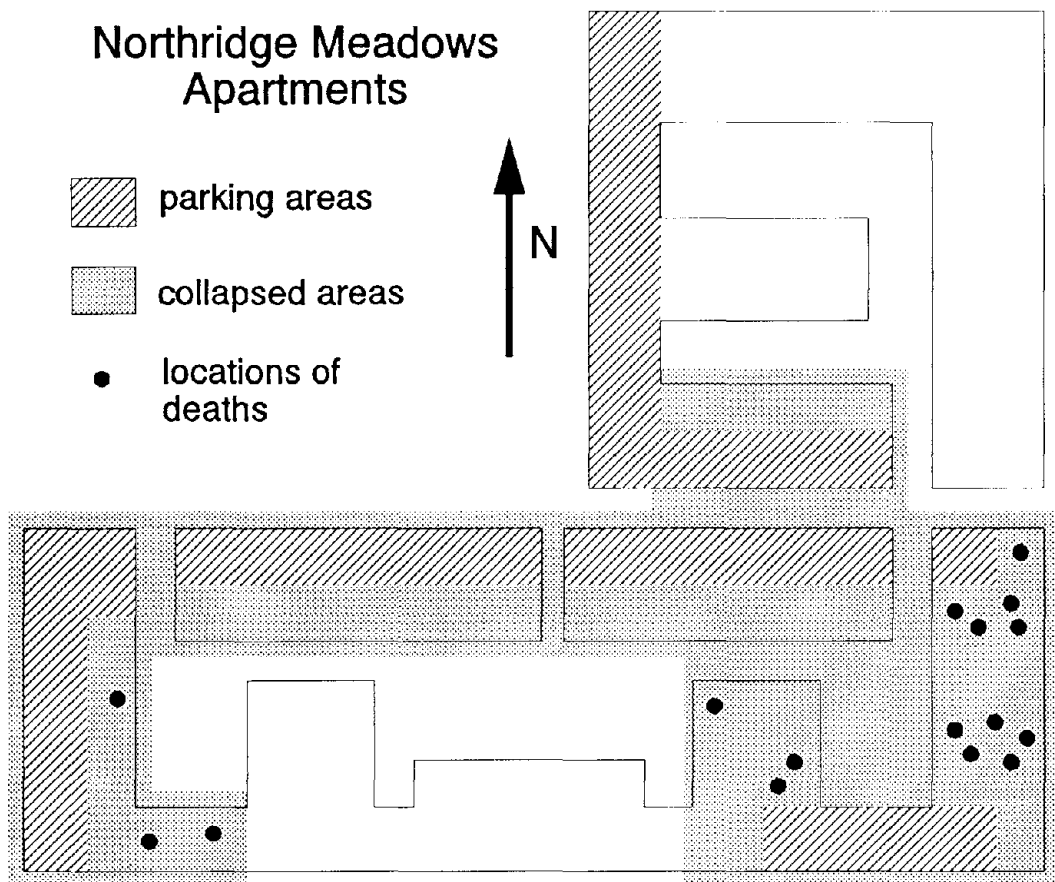 Northridge Meadows
Apartments
parking areas
N
collapsed areas
locations of
deaths